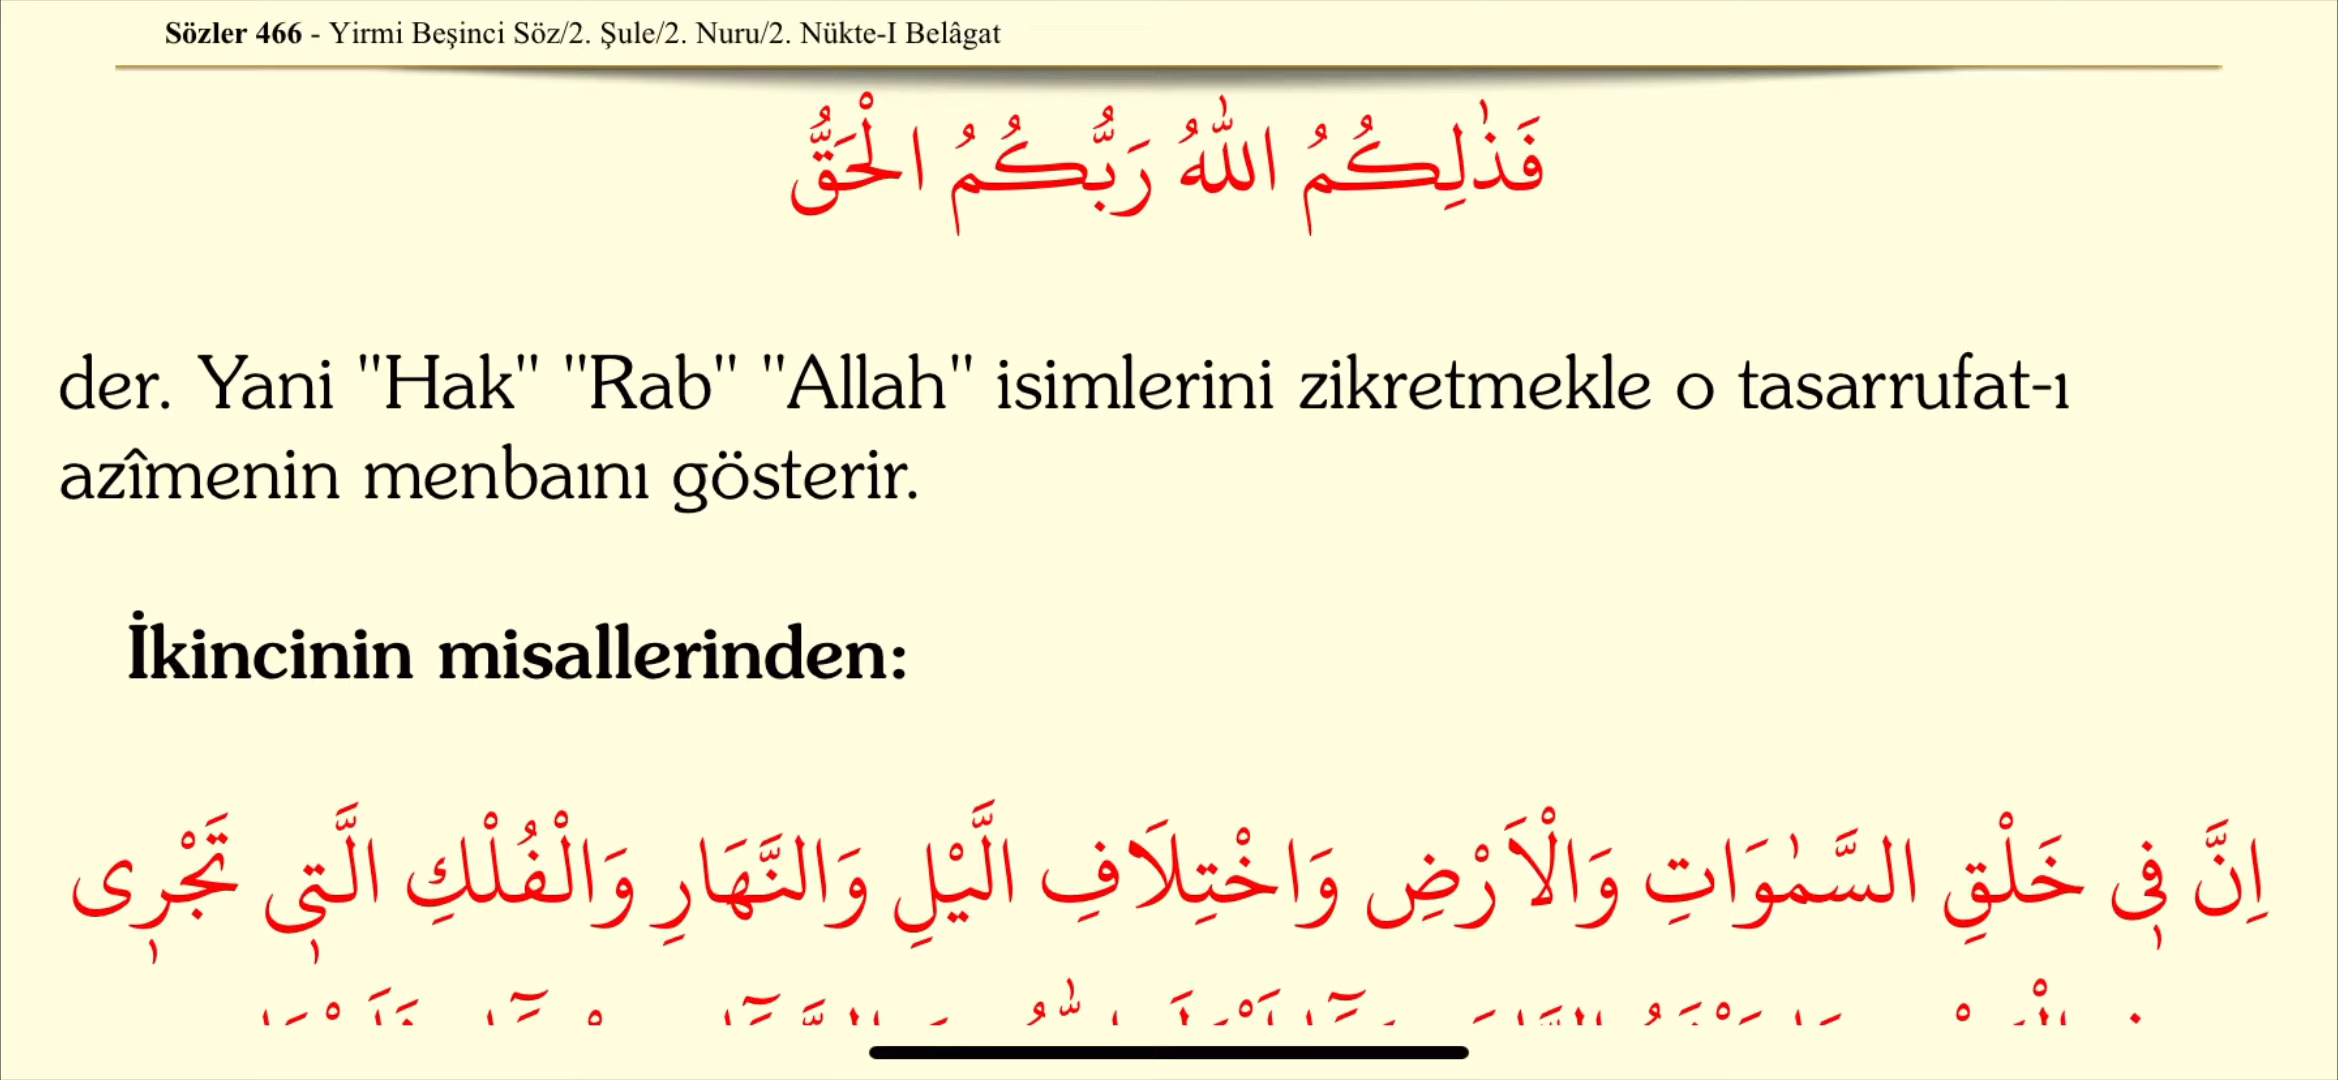 Sözler 466 - Yirmi Beşinci Söz/2. Şule/2. Nuru/2. Nükte-I Belâgat
فَذٰلِكُمُ اللّٰهُ رَبُّكُمُ الْحَقُّ
der. Yani "Hak" "Rab" "Allah" isimlerini zikretmekle o tasarrufat-ı
azîmenin menbaını gösterir.
İkincinin misallerinden:
اِنَّ فٖى خَلْقِ السَّمٰوَاتِ وَالْاَرْضِ وَاخْتِلَافِ الَّيْلِ وَالنَّهَارِ وَالْفُلْكِ الَّتٖى تَجْرٖى